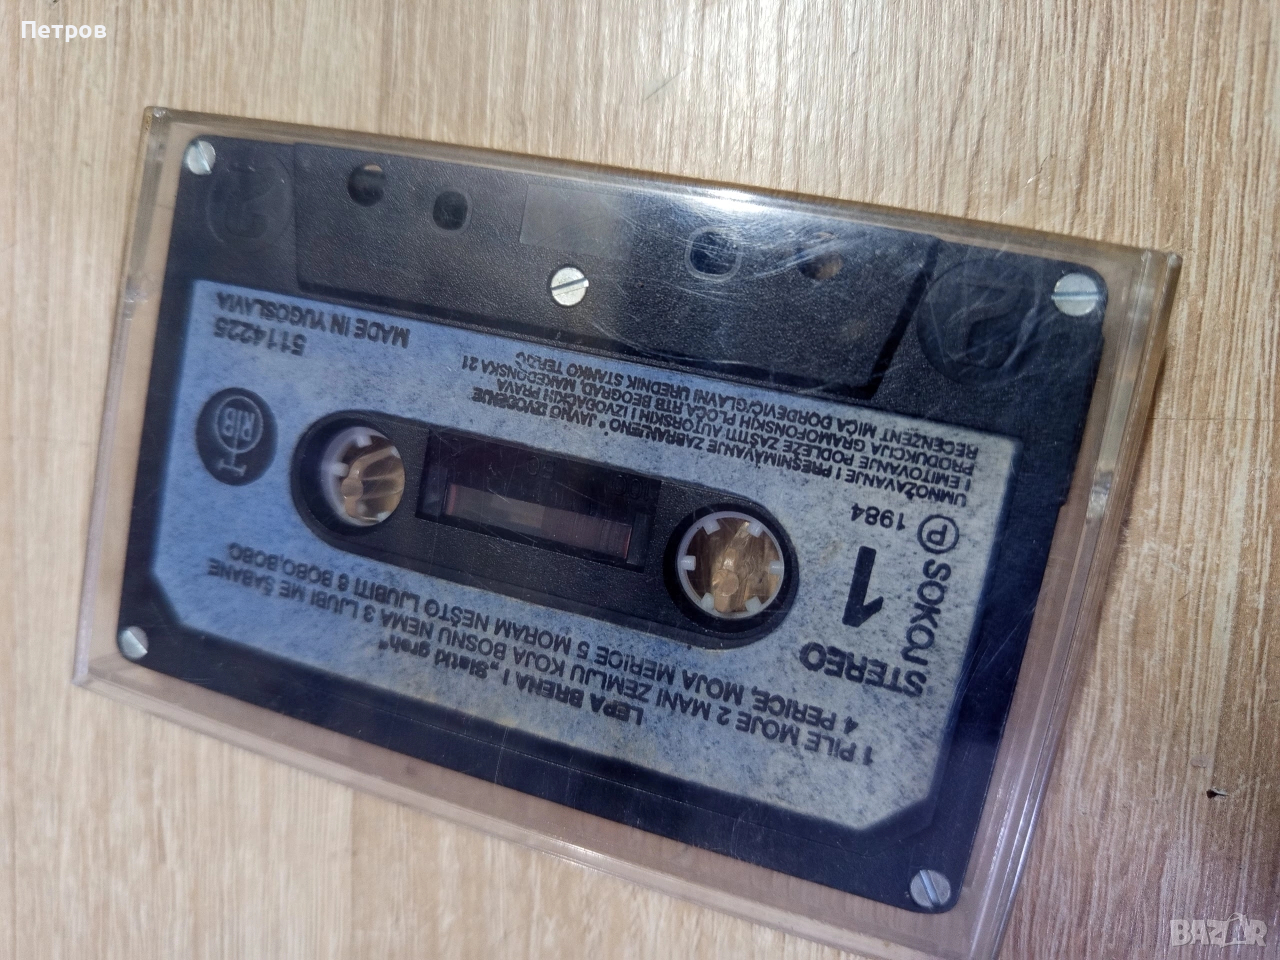 Петров
LEPA BRENA I „Slatki greh"
1 PILE MOJE 2 MANI ZEMLJU KOJA BOSNU NEMA 3 LJUBI ME ŠABANE
4 PERICE, MOJA MERICE 5 MORAM NEŠTO LJUBITI 6 BOBO,BOBO
STEREO
1
SOKOJ
℗ 1984
RTB
UMNOŽAVANJE I PRESNIMAVANJE ZABRANJENO * JAVNO IZVOĐENJE
I EMITOVANJE PODLEŽE ZAŠTITI AUTORSKIH I IZVOĐAČKIH PRAVA
PRODUKCIJA GRAMOFONSKIH PLOČA RTB BEOGRAD, MAKEDONSKA 21
RECENZENT MIĆA ĐORĐEVIĆ/GLAVNI UREDNIK STANKO TERZIĆ
5114225
MADE IN YUGOSLAVIA
2
BAZAR